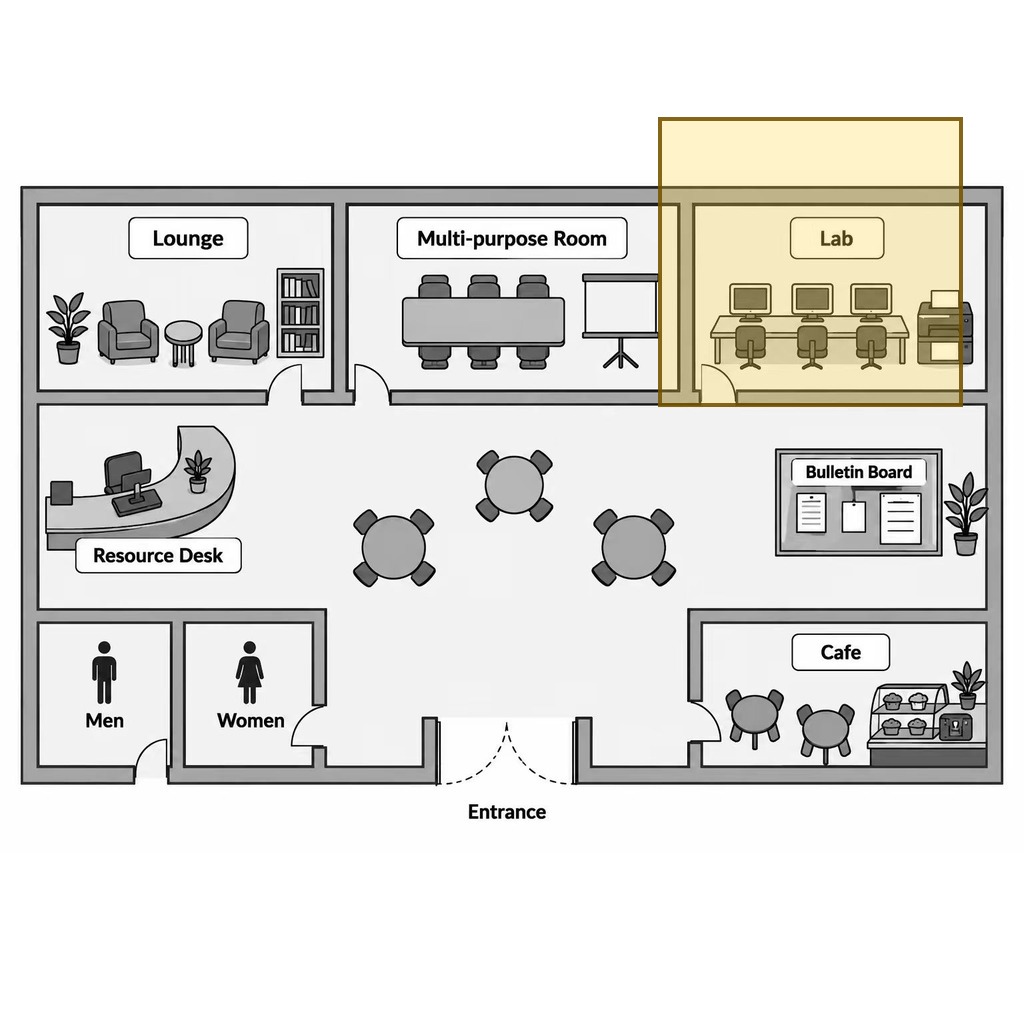 Lounge
Multi-purpose Room
Lab
Bulletin Board
Resource Desk
Men
Women
Cafe
Entrance